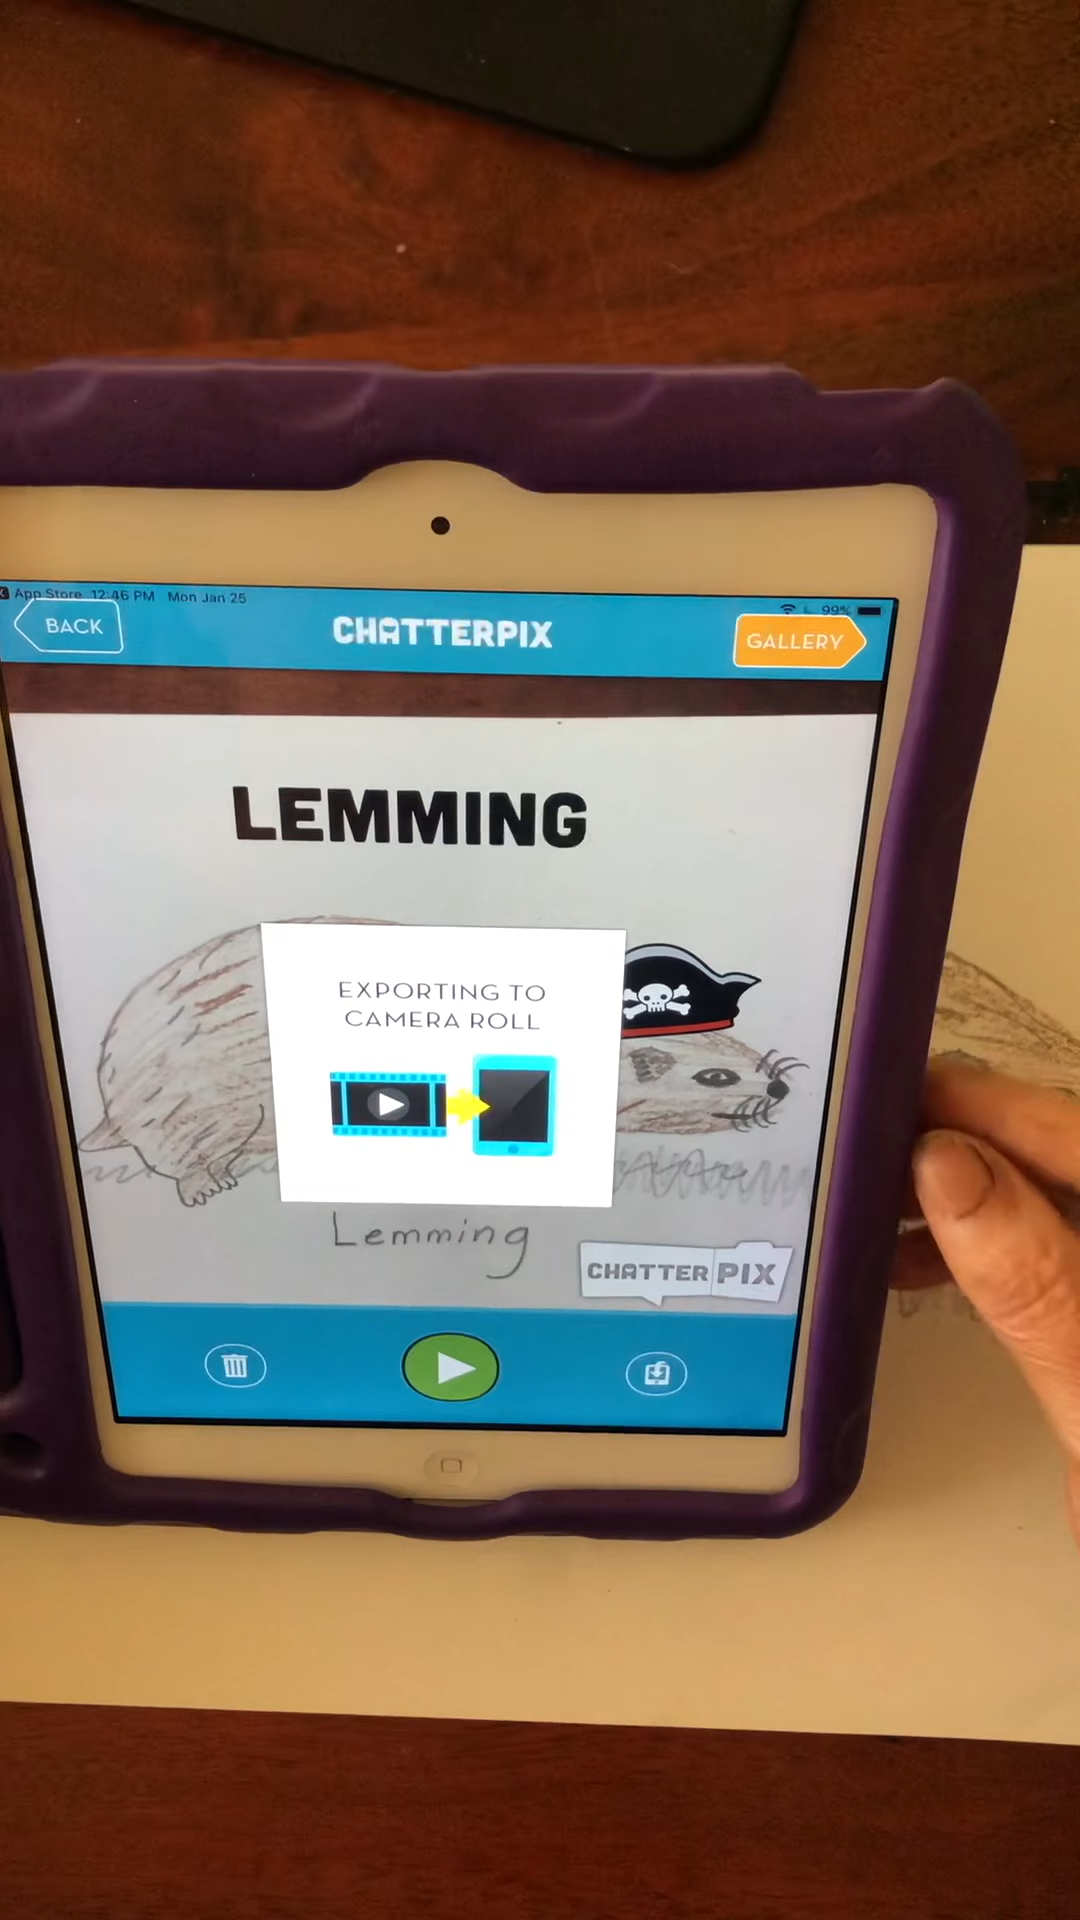 App Store 12:46 PM Mon Jan 25
99%
BACK
CHATTERPIX
GALLERY
LEMMING
EXPORTING TO
CAMERA ROLL
Lemming
CHATTER PIX